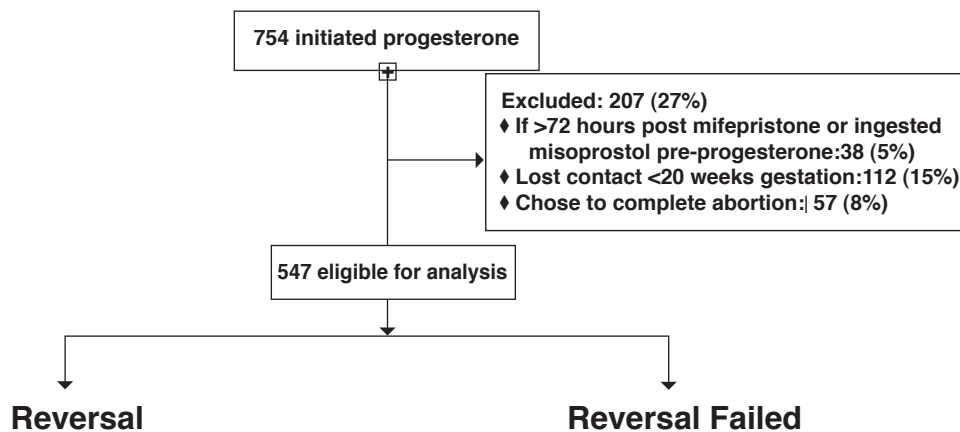 754 initiated progesterone
Excluded: 207 (27%)
♦ If >72 hours post mifepristone or ingested
misoprostol pre-progesterone:38 (5%)
♦ Lost contact <20 weeks gestation:112 (15%)
♦ Chose to complete abortion:| 57 (8%)
547 eligible for analysis
Reversal
Reversal Failed